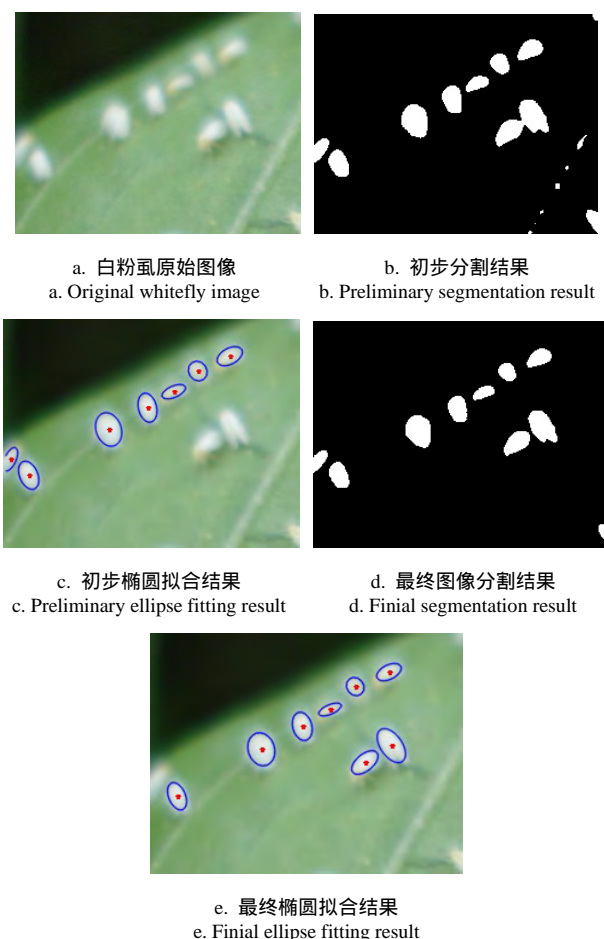 a. 白粉虱原始图像
a. Original whitefly image
b. 初步分割结果
b. Preliminary segmentation result
c. 初步椭圆拟合结果
c. Preliminary ellipse fitting result
d. 最终图像分割结果
d. Finial segmentation result
e. 最终椭圆拟合结果
e. Finial ellipse fitting result